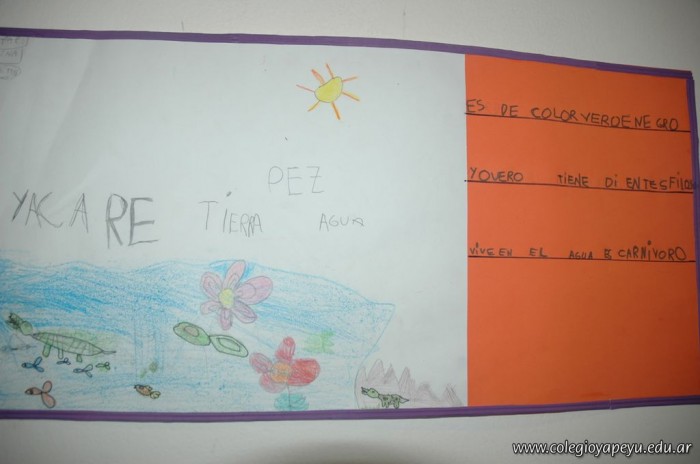 PEZ
YACARE TIERRA AGUA
ES DE COLOR VERDE NEGRO
Y OVERO TIENE DIENTES FILOS
VIVE EN EL AGUA ES CARNIVORO
www.colegioyapeyu.edu.ar